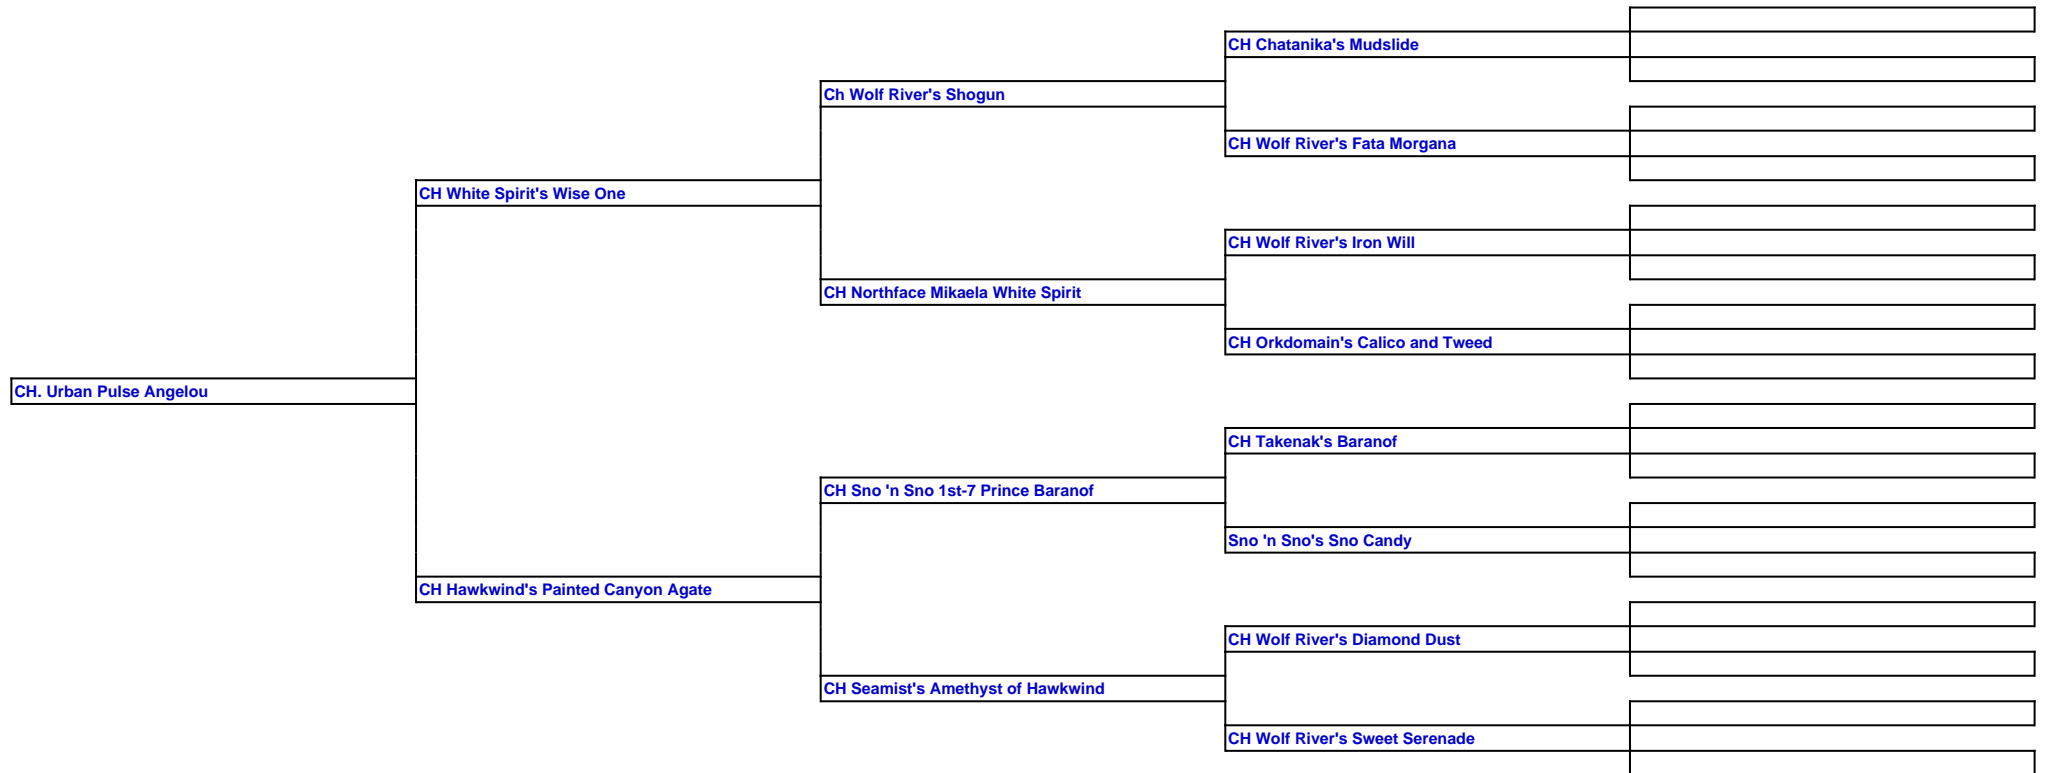 CH Chatanika's Mudslide
Ch Wolf River's Shogun
CH Wolf River's Fata Morgana
CH White Spirit's Wise One
CH Wolf River's Iron Will
CH Northface Mikaela White Spirit
CH Orkdomain's Calico and Tweed
CH. Urban Pulse Angelou
CH Takenak's Baranof
CH Sno 'n Sno 1st-7 Prince Baranof
Sno 'n Sno's Sno Candy
CH Hawkwind's Painted Canyon Agate
CH Wolf River's Diamond Dust
CH Seamist's Amethyst of Hawkwind
CH Wolf River's Sweet Serenade